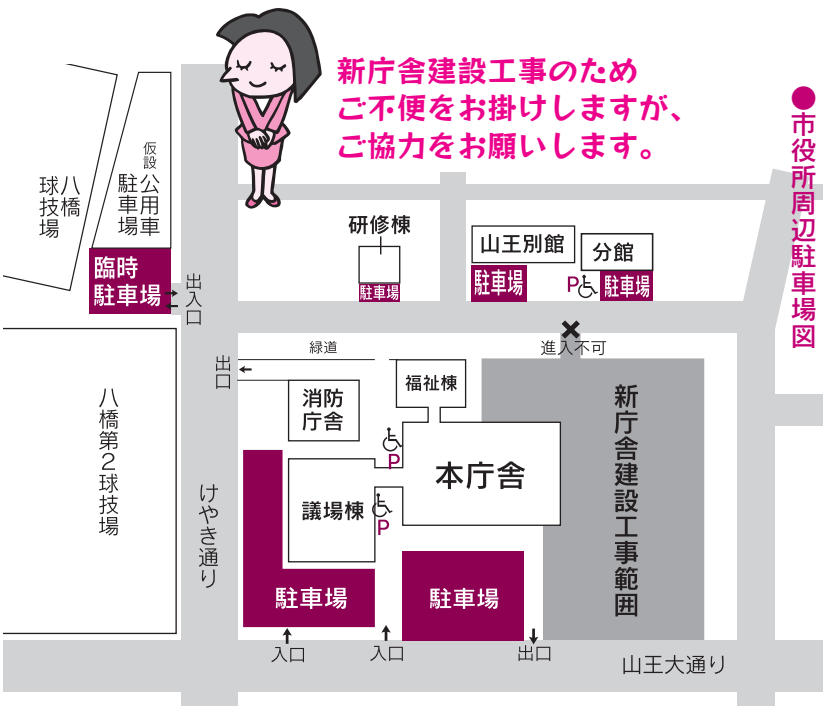 新庁舎建設工事のため
ご不便をお掛けしますが、
ご協力をお願いします。
●市役所周辺駐車場図
仮設
公用車
駐車場
八橋
球技場
臨時
駐車場
出入口
研修棟
駐車場
山王別館
駐車場
分館
P
駐車場
進入不可
緑道
出口
消防
庁舎
福祉棟
八橋第2球技場
けやき通り
P
本庁舎
議場棟
P
新庁舎建設工事範囲
駐車場
駐車場
入口
入口
出口
山王大通り